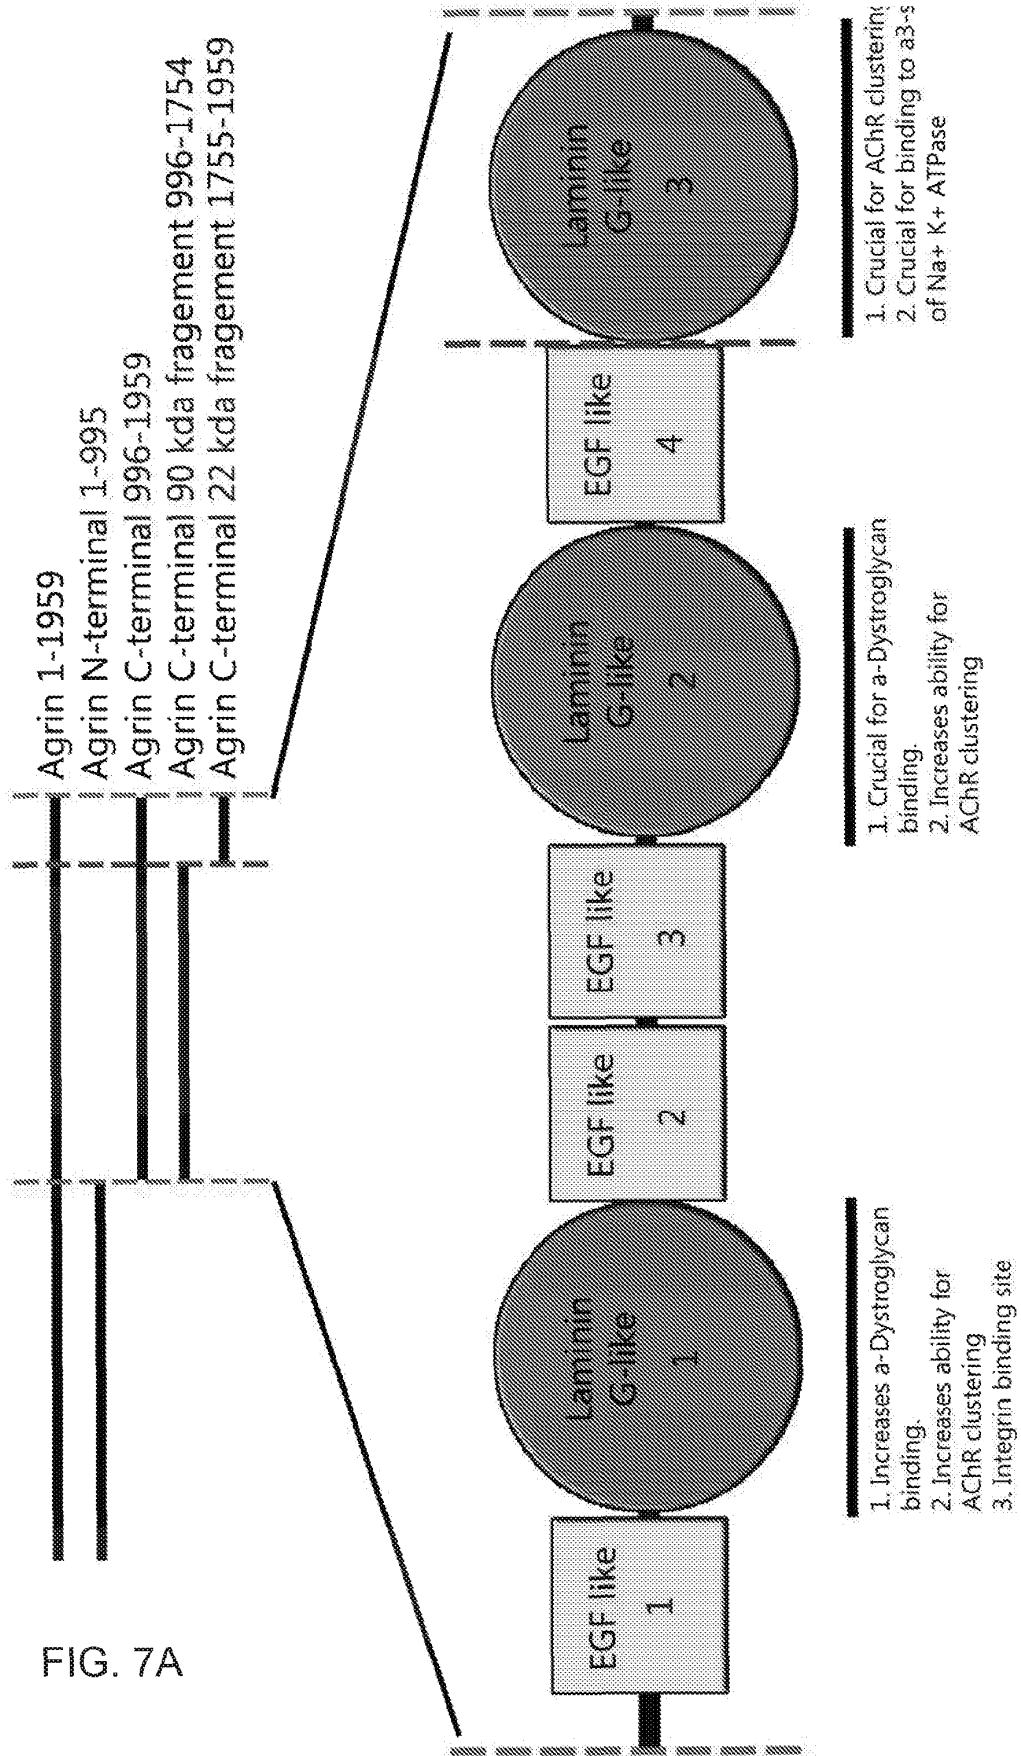 Agrin 1-1959
Agrin N-terminal 1-995
Agrin C-terminal 996-1959
Agrin C-terminal 90 kda fragement 996-1754
Agrin C-terminal 22 kda fragement 1755-1959
EGF like
1
Laminin
G-like
1
EGF like
2
EGF like
3
Laminin
G-like
2
EGF like
4
Laminin
G-like
3
1. Increases a-Dystroglycan
binding.
2. Increases ability for
AChR clustering
3. Integrin binding site
1. Crucial for a-Dystroglycan
binding.
2. Increases ability for
AChR clustering
1. Crucial for AChR clustering
2. Crucial for binding to a3-s
of Na+ K+ ATPase
FIG. 7A